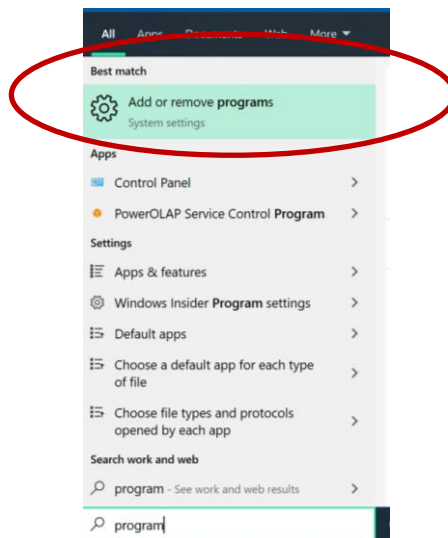 All Apps Documents Web More
Best match
Add or remove programs
System settings
Apps
Control Panel
PowerOLAP Service Control Program
Settings
Apps & features
Windows Insider Program settings
Default apps
Choose a default app for each type
of file
Choose file types and protocols
opened by each app
Search work and web
program - See work and web results
program